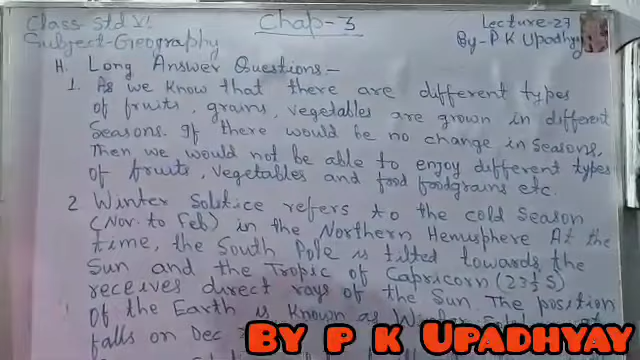 Class-Std VI
Chap-3
Lecture-27
Subject-Geography
By-P K Upadhyay
H. Long Answer Questions:-
1. As we know that there are different types
of fruits, grains, vegetables are grown in different
Seasons. If there would be no change in seasons,
Then we would not be able to enjoy different types
of fruits, vegetables and food foodgrains etc.
2 Winter Solstice refers to the cold season
(Nov. to Feb) in the Northern Hemusphere At the
time, the South Pole is tilted towards the
Sun and the Tropic of Capricorn (23½ S)
receives direct rays of the Sun. The position
Of the Earth is known as
falls on Dec
BY P K UPADHYAY